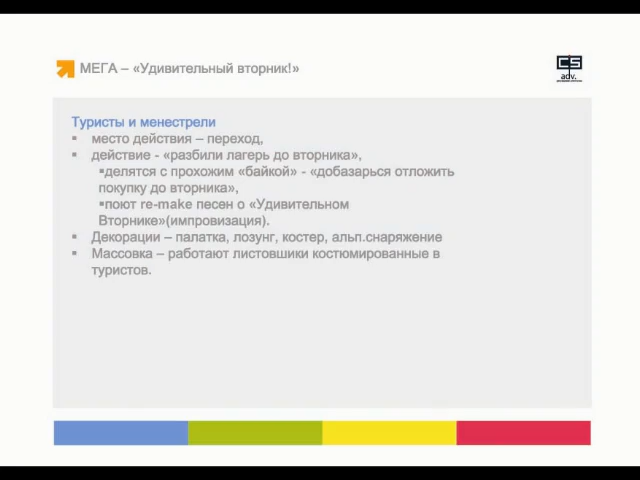 МЕГА – «Удивительный вторник!»
CS
adv.
Туристы и менестрели
▪ место действия – переход,
▪ действие - «разбили лагерь до вторника»,
▪делятся с прохожим «байкой» - «добазарься отложить
покупку до вторника»,
▪поют re-make песен о «Удивительном
Вторнике»(импровизация).
▪ Декорации – палатка, лозунг, костер, альп.снаряжение
▪ Массовка – работают листовшики костюмированные в
туристов.